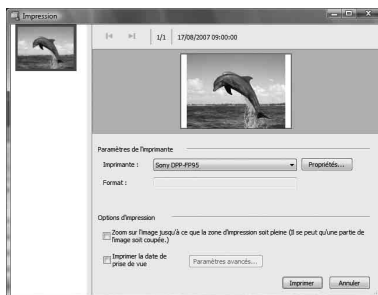 Impression
1/1 17/08/2007 09:00:00
Paramètres de l'imprimante
Imprimante : Sony DPP-FP95 Propriétés...
Format :
Options d'impression
Zoom sur l'image jusqu'à ce que la zone d'impression soit pleine (Il se peut qu'une partie de
l'image soit coupée.)
Imprimer la date de
prise de vue
Paramètres avancés...
Imprimer Annuler